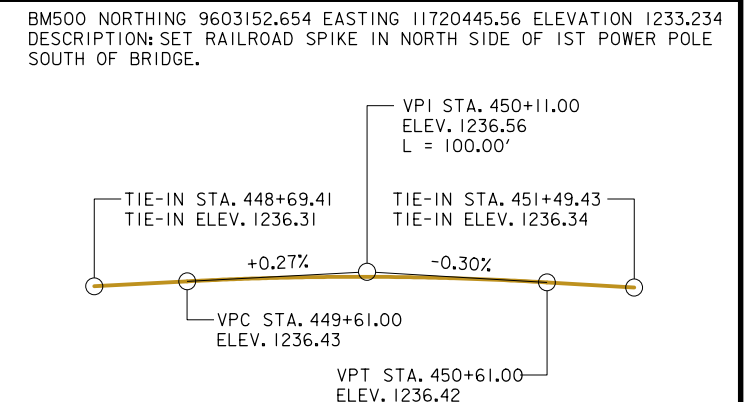 BM500 NORTHING 9603152.654 EASTING 11720445.56 ELEVATION 1233.234
DESCRIPTION: SET RAILROAD SPIKE IN NORTH SIDE OF 1ST POWER POLE
SOUTH OF BRIDGE.
VPI STA. 450+11.00
ELEV. 1236.56
L = 100.00'
TIE-IN STA. 448+69.41
TIE-IN ELEV. 1236.31
TIE-IN STA. 451+49.43
TIE-IN ELEV. 1236.34
+0.27%
-0.30%
VPC STA. 449+61.00
ELEV. 1236.43
VPT STA. 450+61.00
ELEV. 1236.42